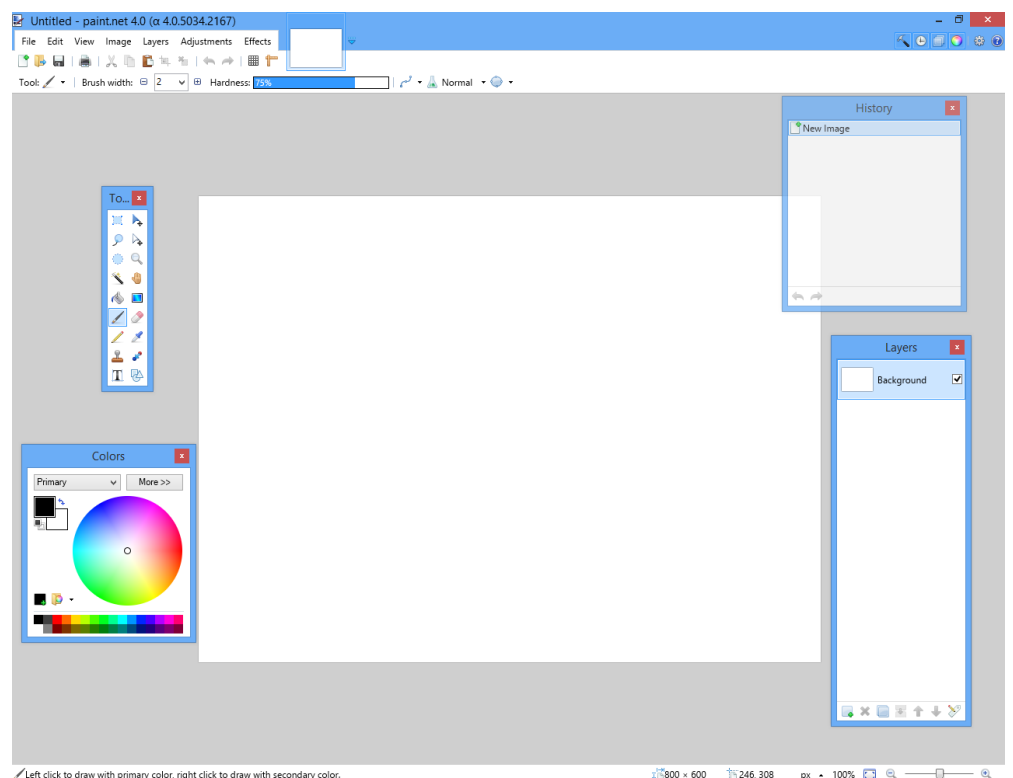 Untitled - paint.net 4.0 (α 4.0.5034.2167)
File Edit View Image Layers Adjustments Effects
Tool: Brush width: 2 Hardness: 75% Normal
History
New Image
To...
Layers
Background
Colors
Primary More >>
Left click to draw with primary color, right click to draw with secondary color. 800 × 600 246, 308 px 100%